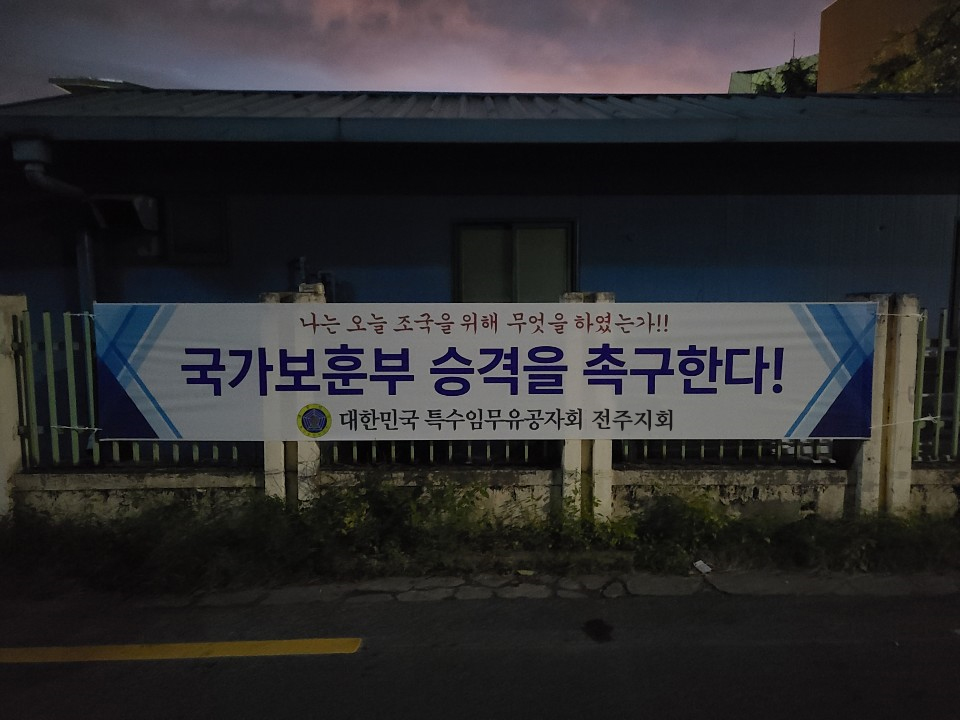 나는 오늘 조국을 위해 무엇을 하였는가!!
국가보훈부 승격을 촉구한다!
대한민국 특수임무유공자회 전주지회